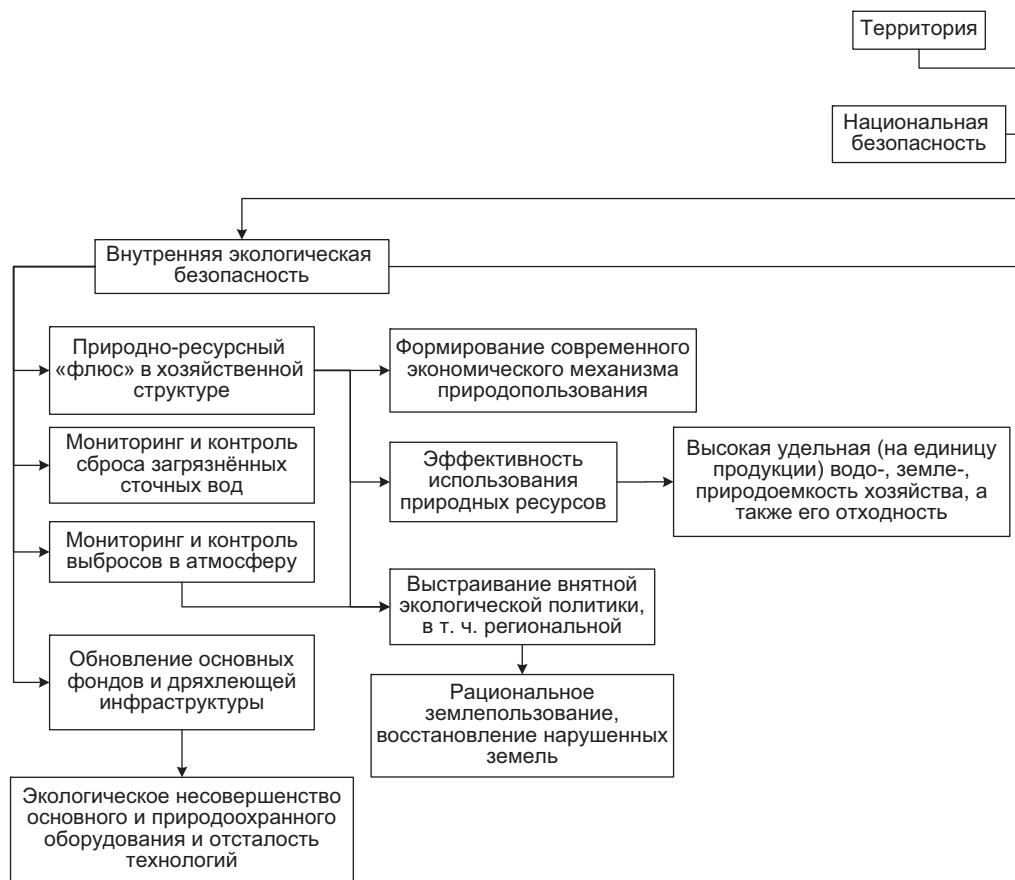 Территория
Национальная
безопасность
Внутренняя экологическая
безопасность
Природно-ресурсный
«флюс» в хозяйственной
структуре
Формирование современного
экономического механизма
природопользования
Мониторинг и контроль
сброса загрязнённых
сточных вод
Эффективность
использования
природных ресурсов
Высокая удельная (на единицу
продукции) водо-, земле-,
природоемкость хозяйства, а
также его отходность
Мониторинг и контроль
выбросов в атмосферу
Выстраивание внятной
экологической политики,
в т. ч. региональной
Обновление основных
фондов и дряхлеющей
инфраструктуры
Рациональное
землепользование,
восстановление нарушенных
земель
Экологическое несовершенство
основного и природоохранного
оборудования и отсталость
технологий